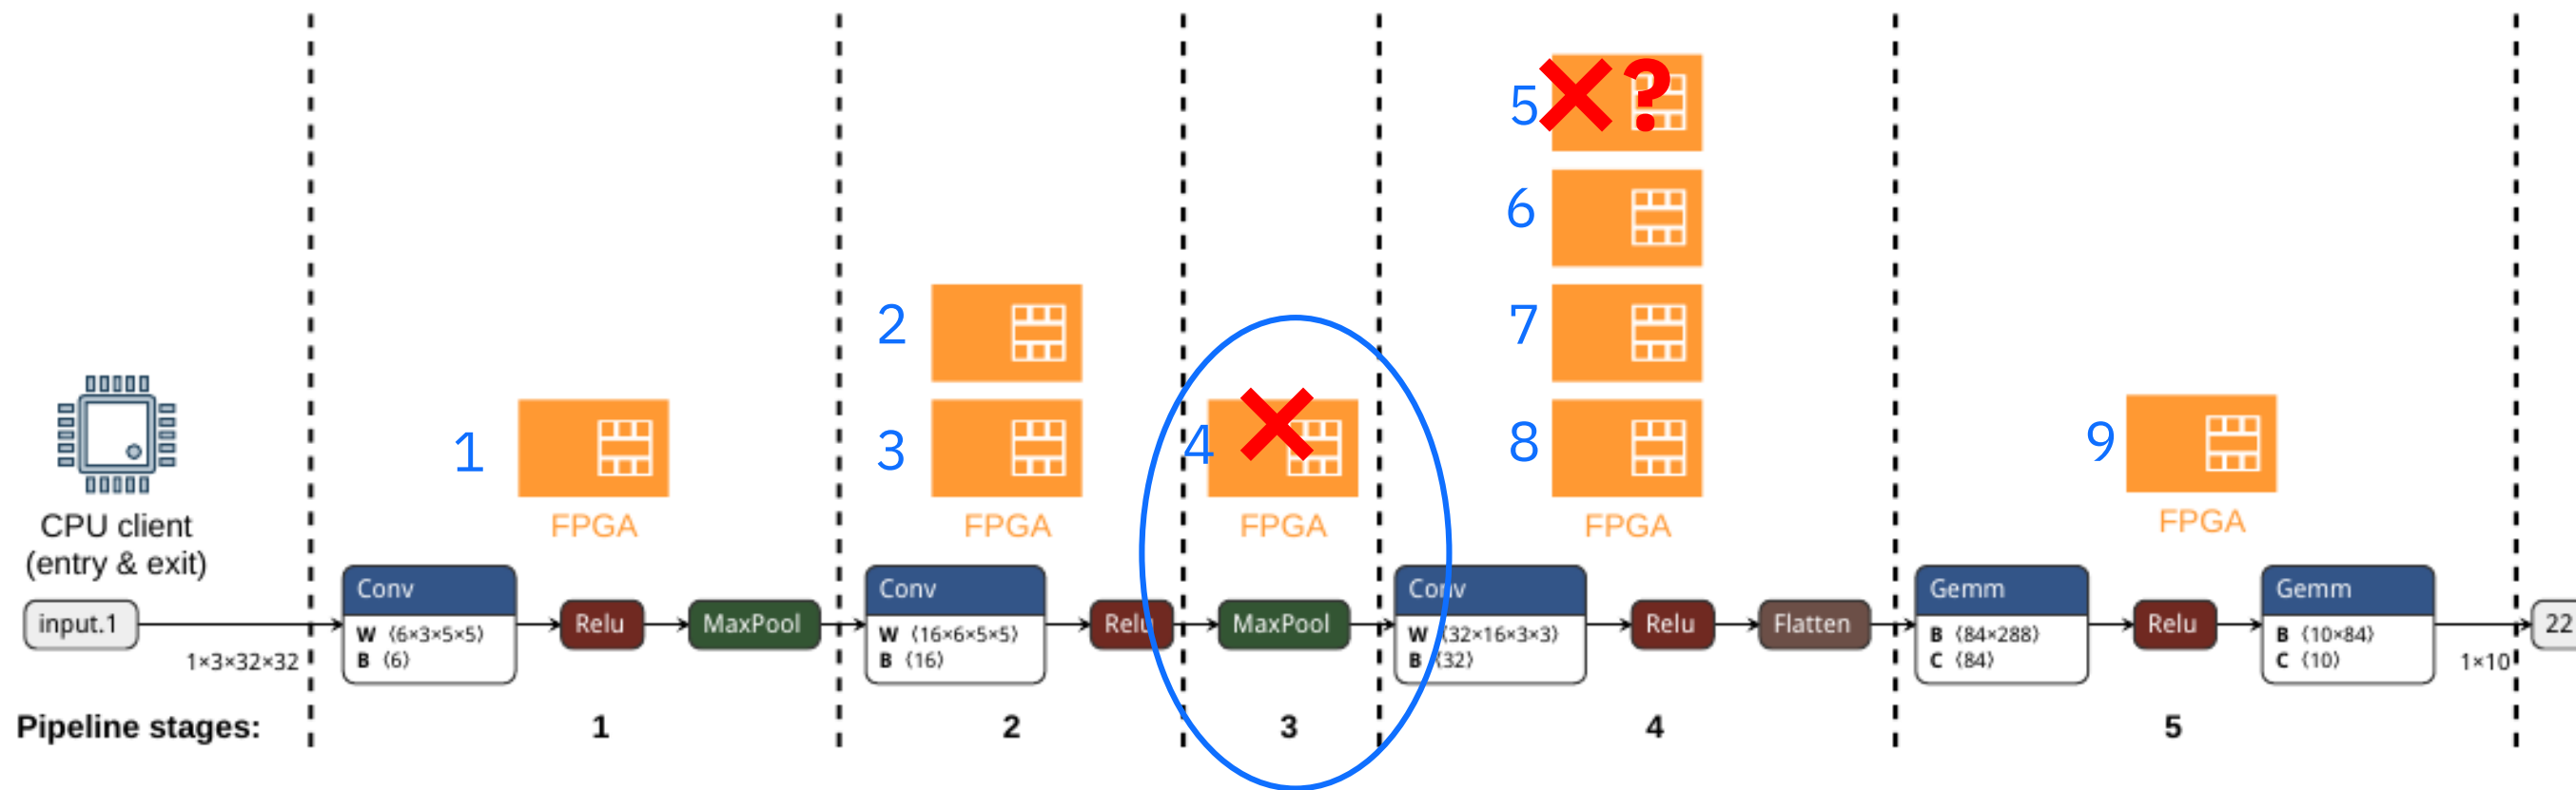 5
?
6
2
7
3
4
8
1
9
CPU client
(entry & exit)
FPGA
FPGA
FPGA
FPGA
FPGA
input.1
1×3×32×32
Conv
W ⟨6×3×5×5⟩
B ⟨6⟩
Relu
MaxPool
Conv
W ⟨16×6×5×5⟩
B ⟨16⟩
Relu
MaxPool
Conv
W ⟨32×16×3×3⟩
B ⟨32⟩
Relu
Flatten
Gemm
B ⟨84×288⟩
C ⟨84⟩
Relu
Gemm
B ⟨10×84⟩
C ⟨10⟩
1×10
22
Pipeline stages: 1 2 3 4 5